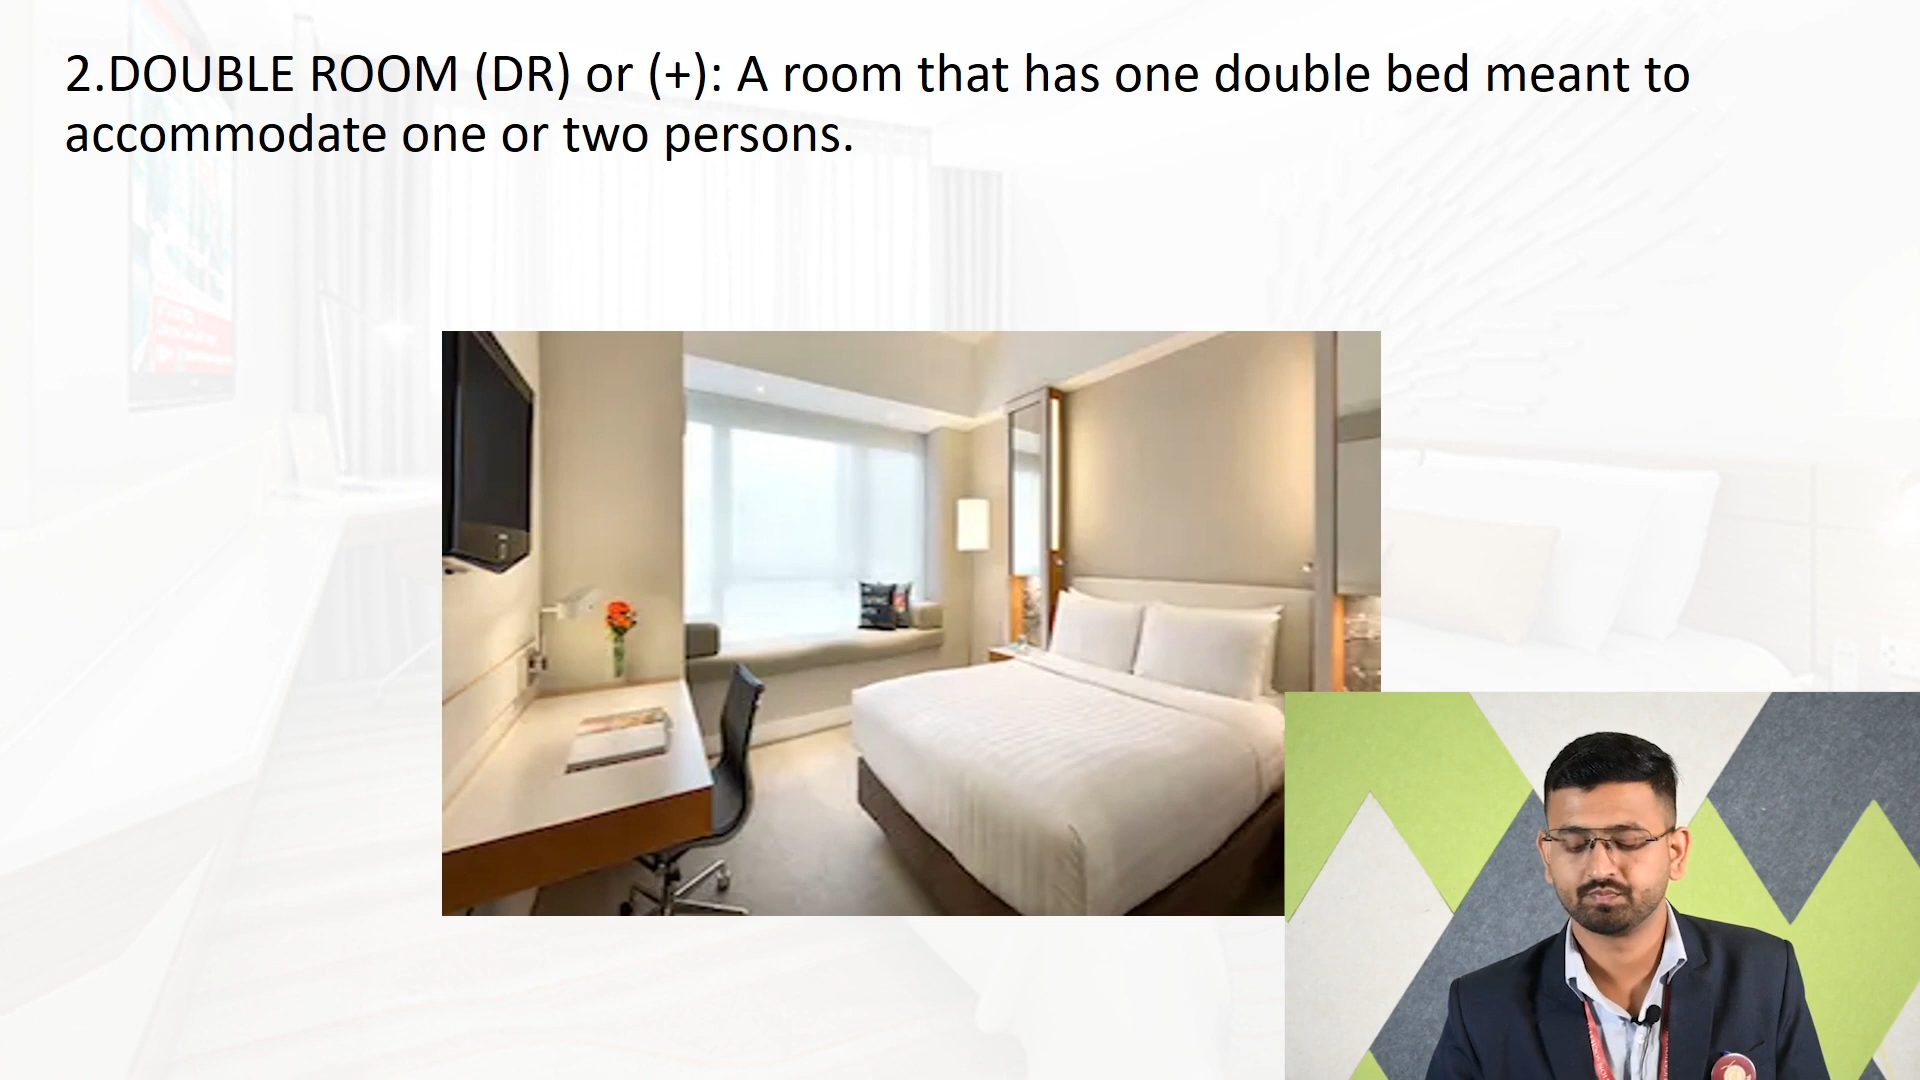 2.DOUBLE ROOM (DR) or (+): A room that has one double bed meant to
accommodate one or two persons.